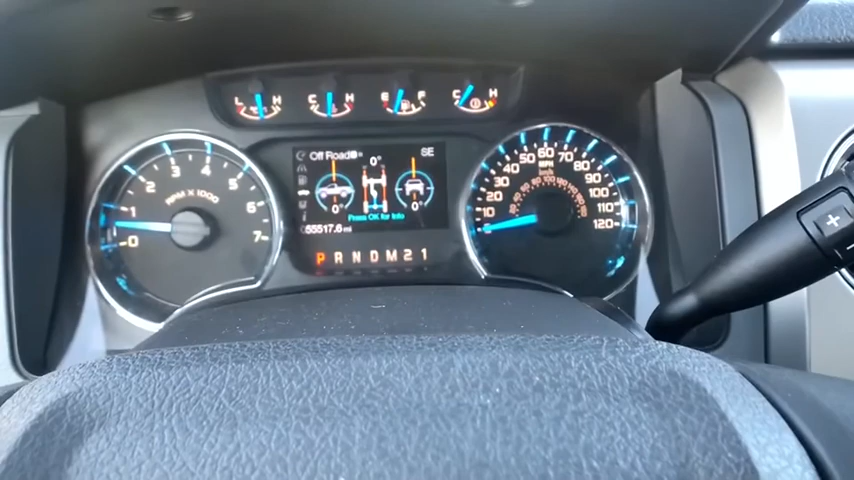 L H C H E F C H
Off Road 0° SE
0° 0°
Press OK for Info
55517.6 mi
P R N D M 2 1
0 1 2 3 4 5 6 7
RPM X 1000
10 20 30 40 50 60 70 80 90 100 110 120
MPH
km/h
+